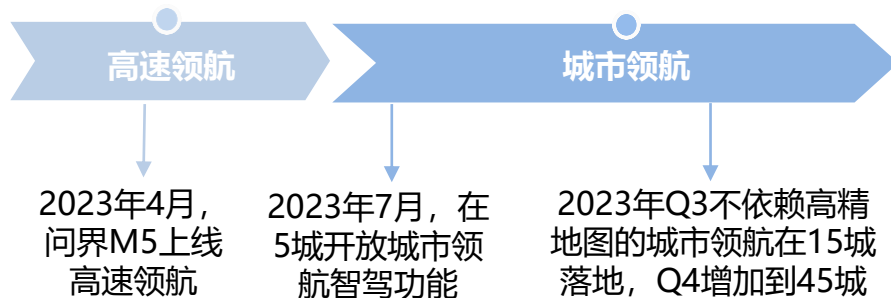 高速领航
城市领航
2023年4月，
问界M5上线
高速领航
2023年7月，在
5城开放城市领
航智驾功能
2023年Q3不依赖高精
地图的城市领航在15城
落地，Q4增加到45城